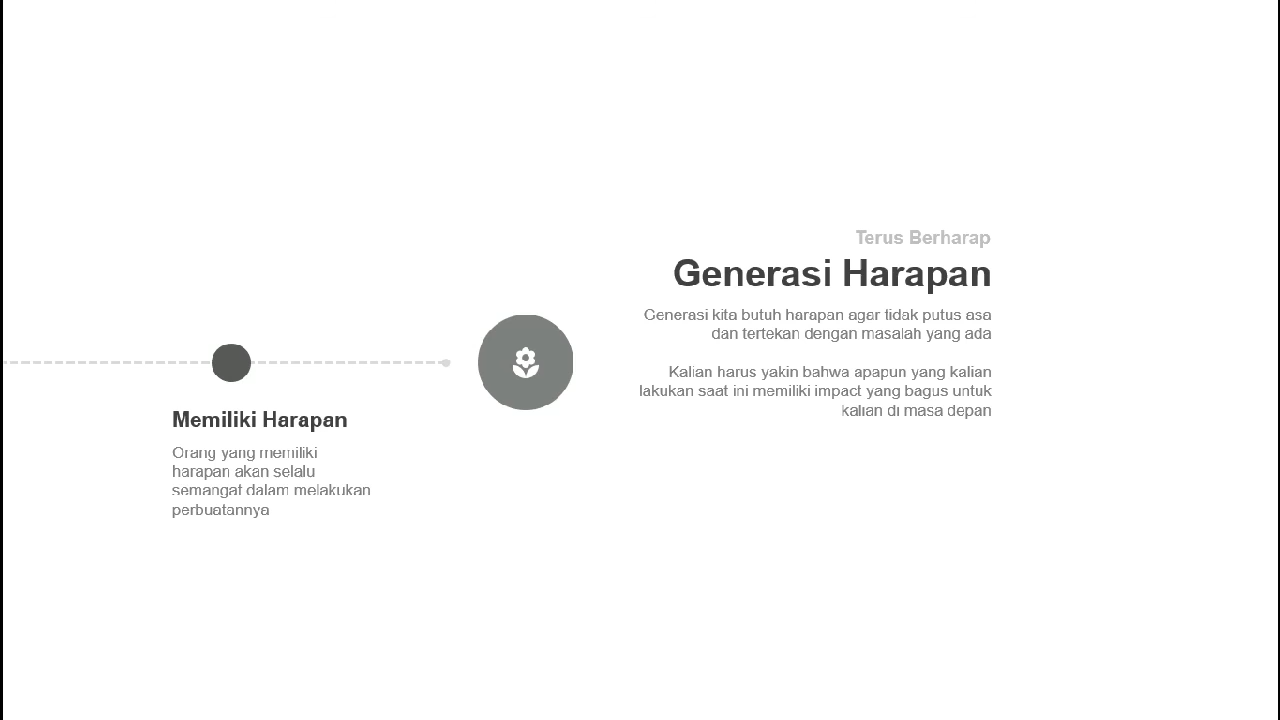 Terus Berharap
Generasi Harapan
Generasi kita butuh harapan agar tidak putus asa
dan tertekan dengan masalah yang ada
Kalian harus yakin bahwa apapun yang kalian
lakukan saat ini memiliki impact yang bagus untuk
kalian di masa depan
Memiliki Harapan
Orang yang memiliki
harapan akan selalu
semangat dalam melakukan
perbuatannya